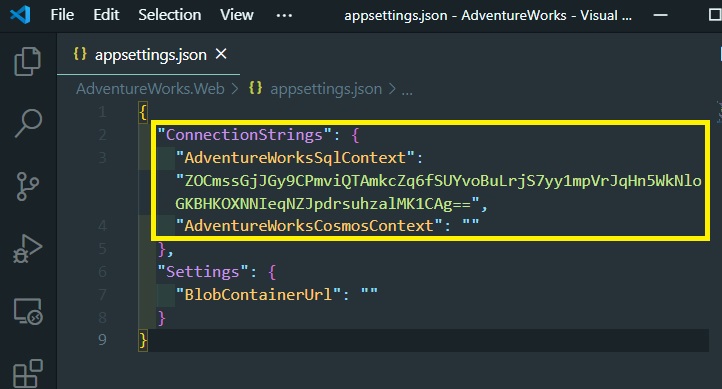 File Edit Selection View Go ··· appsettings.json - AdventureWorks - Visual ...
{} appsettings.json ×
AdventureWorks.Web > {} appsettings.json > ...
1 {
2 "ConnectionStrings": {
3 "AdventureWorksSqlContext":
"ZOCmssGjJGy9CPmviQTAmkcZq6fSUYvoBuLrjS7yy1mpVrJqHn5WkNlo
GKBHKOXNNIeqNZJpdrsuhzalMK1CAg==",
4 "AdventureWorksCosmosContext": ""
5 },
6 "Settings": {
7 "BlobContainerUrl": ""
8 }
9 }